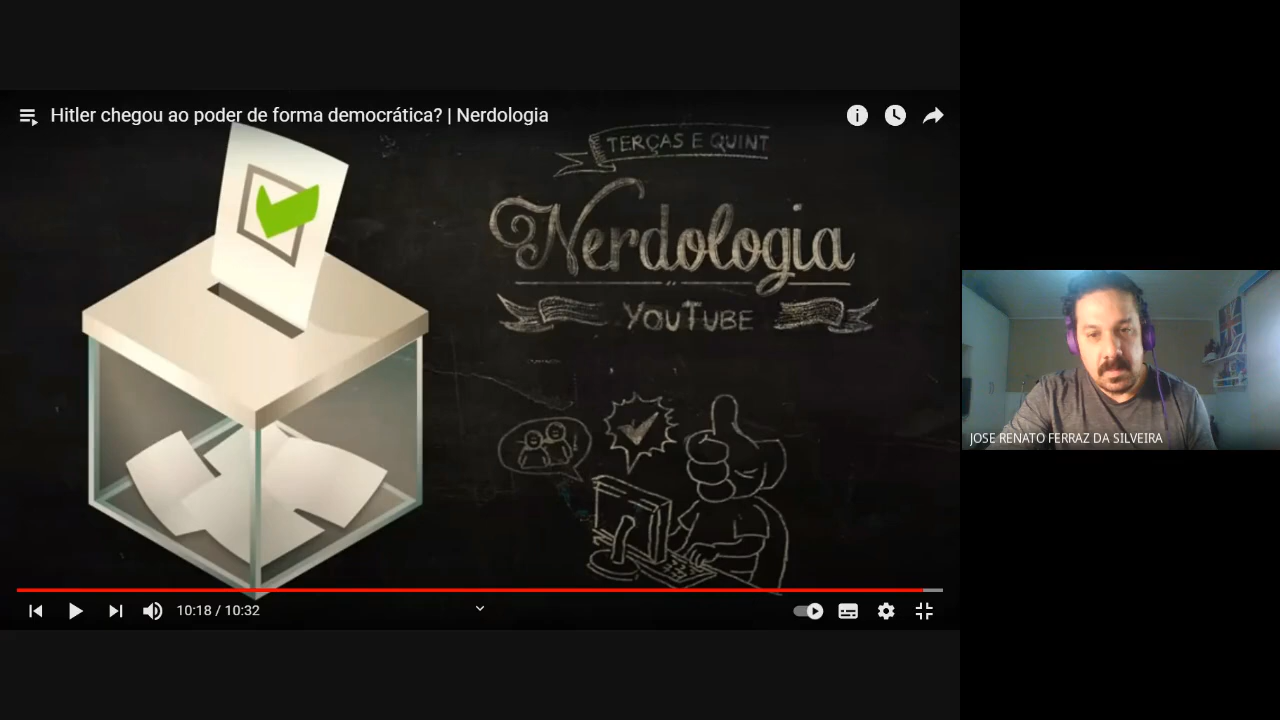 Hitler chegou ao poder de forma democrática? | Nerdologia
TERÇAS E QUINT
Nerdologia
YOUTUBE
JOSE RENATO FERRAZ DA SILVEIRA
10:18 / 10:32